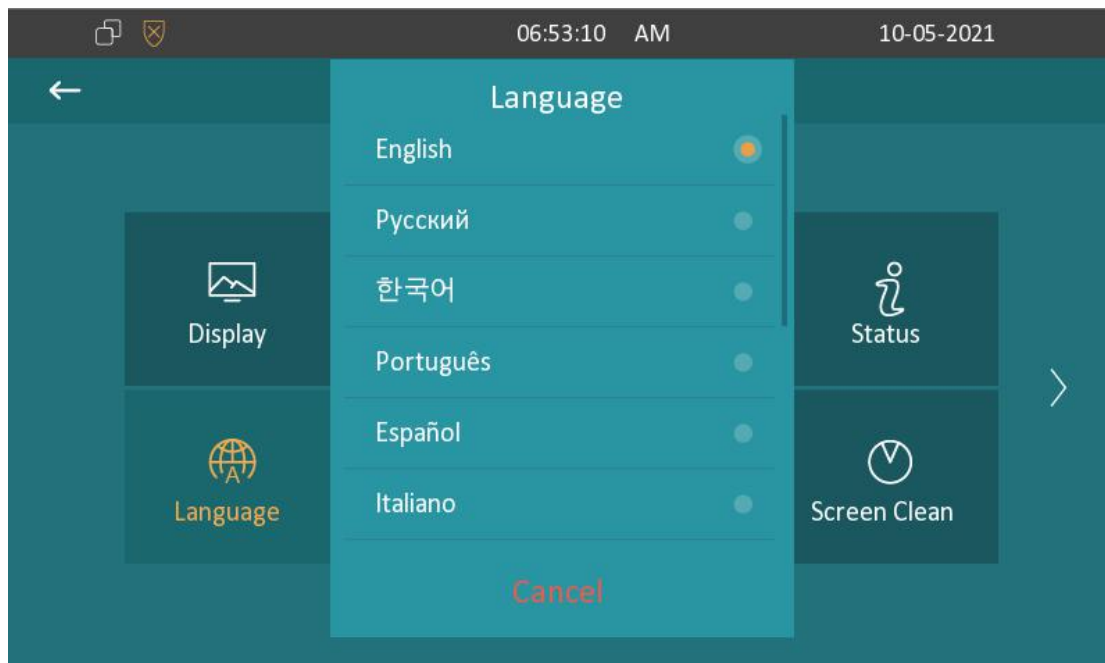 06:53:10 AM 10-05-2021
Language
English
Русский
한국어
Português
Español
Italiano
Cancel
Display
Language
A
Status
Screen Clean